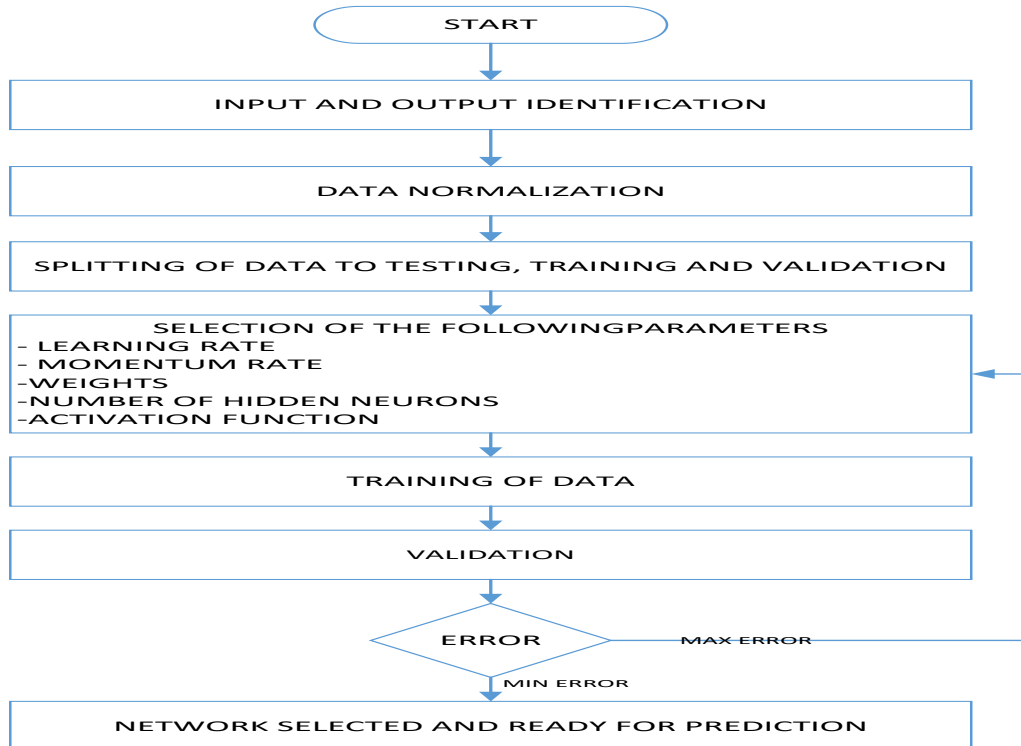 START
INPUT AND OUTPUT IDENTIFICATION
DATA NORMALIZATION
SPLITTING OF DATA TO TESTING, TRAINING AND VALIDATION
SELECTION OF THE FOLLOWINGPARAMETERS
- LEARNING RATE
- MOMENTUM RATE
-WEIGHTS
-NUMBER OF HIDDEN NEURONS
-ACTIVATION FUNCTION
TRAINING OF DATA
VALIDATION
ERROR
MAX ERROR
MIN ERROR
NETWORK SELECTED AND READY FOR PREDICTION